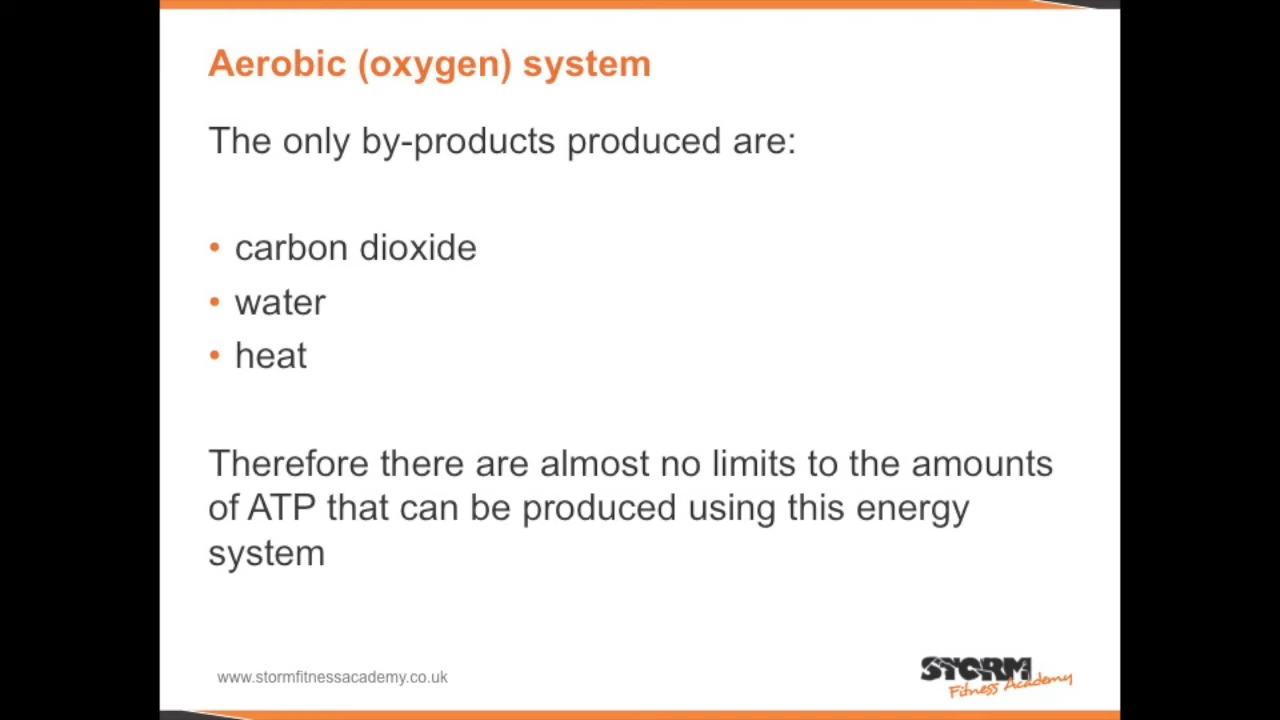 Aerobic (oxygen) system
The only by-products produced are:
• carbon dioxide
• water
• heat
Therefore there are almost no limits to the amounts
of ATP that can be produced using this energy
system
www.stormfitnessacademy.co.uk
STORM
Fitness Academy